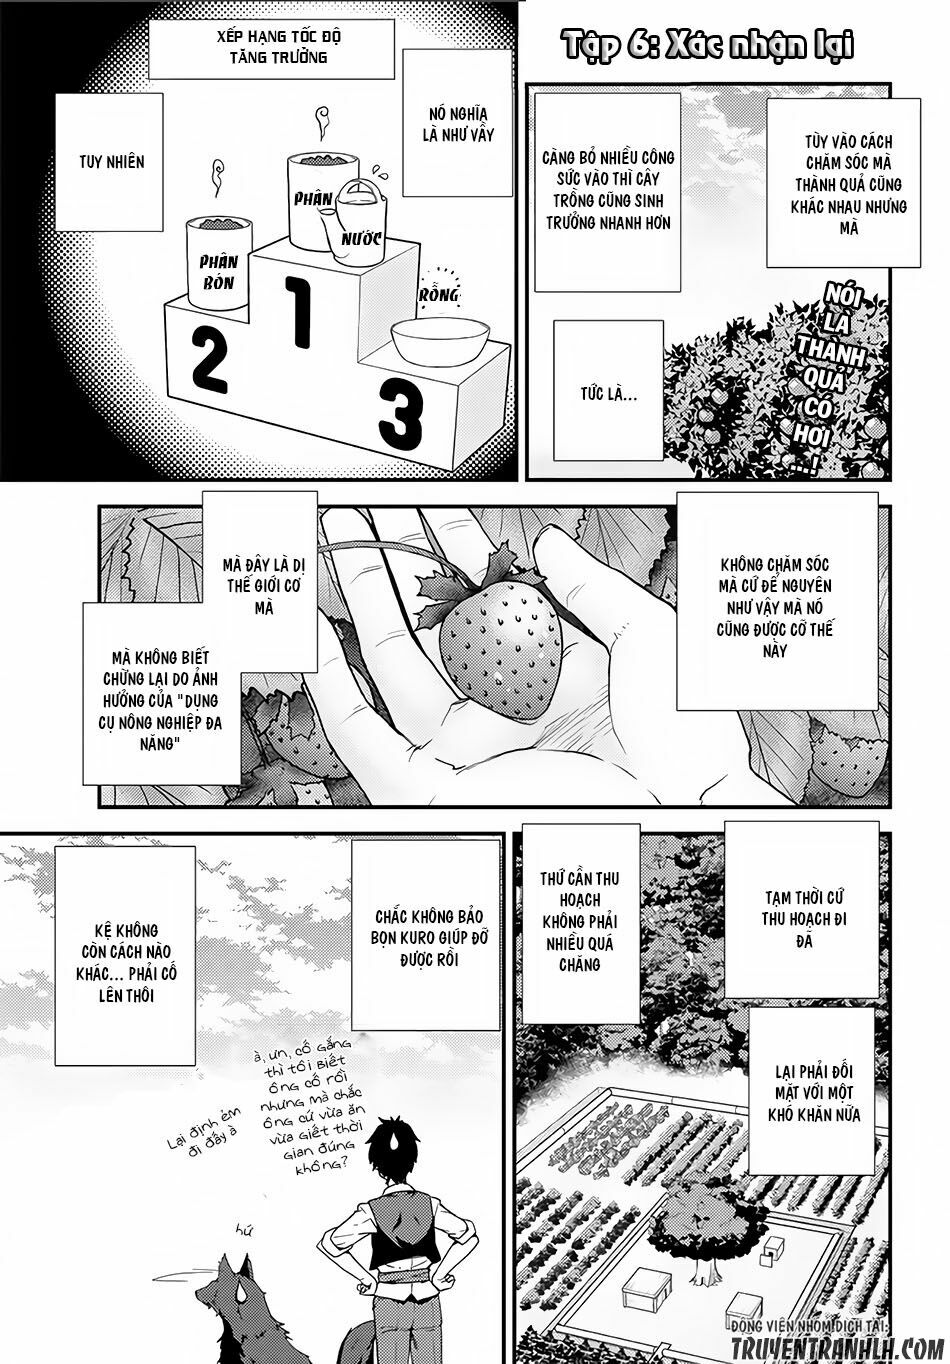 Tập 6: Xác nhận lại
TÙY VÀO CÁCH
CHĂM SÓC MÀ
THÀNH QUẢ CŨNG
KHÁC NHAU NHƯNG
MÀ
CÀNG BỎ NHIỀU CÔNG
SỨC VÀO THÌ CÂY
TRỒNG CŨNG SINH
TRƯỞNG NHANH HƠN
NÓI
LÀ
THÀNH
QUẢ
CÓ
HƠI
...!
TỨC LÀ...
XẾP HẠNG TỐC ĐỘ
TĂNG TRƯỞNG
NÓ NGHĨA
LÀ NHƯ VẦY
TUY NHIÊN
PHÂN
NƯỚC
PHÂN
BÓN
RỖNG
1
2
3
KHÔNG CHĂM SÓC
MÀ CỨ ĐỂ NGUYÊN
NHƯ VẬY MÀ NÓ
CŨNG ĐƯỢC CỠ THẾ
NÀY
MÀ ĐÂY LÀ DỊ
THẾ GIỚI CƠ
MÀ
MÀ KHÔNG BIẾT
CHỪNG LẠI DO ẢNH
HƯỞNG CỦA "DỤNG
CỤ NÔNG NGHIỆP ĐA
NĂNG"
TẠM THỜI CỨ
THU HOẠCH ĐI
ĐÃ
THỨ CẦN THU
HOẠCH
KHÔNG PHẢI
NHIỀU QUÁ
CHĂNG
LẠI PHẢI ĐỐI
MẶT VỚI MỘT
KHÓ KHĂN NỮA
CHẮC KHÔNG BẢO
BỌN KURO GIÚP ĐỠ
ĐƯỢC RỒI
KỆ KHÔNG
CÒN CÁCH NÀO
KHÁC... PHẢI CỐ
LÊN THÔI
à, ưn, cố gắng
thì tôi biết
ông cố rồi
nhưng mà chắc
ông cứ vừa ăn
vừa giết thời
gian đúng
không?
Lại định ém
đi đấy à
hứ
ĐỘNG VIÊN NHÓM DỊCH TẠI:
TRUYENTRANHLH.COM